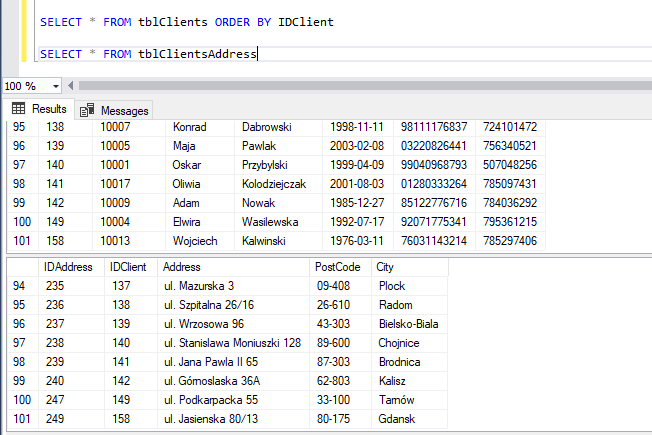 SELECT * FROM tblClients ORDER BY IDClient
SELECT * FROM tblClientsAddress
100 %
Results Messages
95 138 10007 Konrad Dabrowski 1998-11-11 98111176837 724101472
96 139 10005 Maja Pawlak 2003-02-08 03220826441 756340521
97 140 10001 Oskar Przybylski 1999-04-09 99040968793 507048256
98 141 10017 Oliwia Kolodziejczak 2001-08-03 01280333264 785097431
99 142 10009 Adam Nowak 1985-12-27 85122776716 784036292
100 149 10004 Elwira Wasilewska 1992-07-17 92071775341 795361215
101 158 10013 Wojciech Kalwinski 1976-03-11 76031143214 785297406
IDAddress IDClient Address PostCode City
94 235 137 ul. Mazurska 3 09-408 Plock
95 236 138 ul. Szpitalna 26/16 26-610 Radom
96 237 139 ul. Wrzosowa 96 43-303 Bielsko-Biala
97 238 140 ul. Stanislawa Moniuszki 128 89-600 Chojnice
98 239 141 ul. Jana Pawla II 65 87-303 Brodnica
99 240 142 ul. Górnoslaska 36A 62-803 Kalisz
100 247 149 ul. Podkarpacka 55 33-100 Tarnów
101 249 158 ul. Jasienska 80/13 80-175 Gdansk